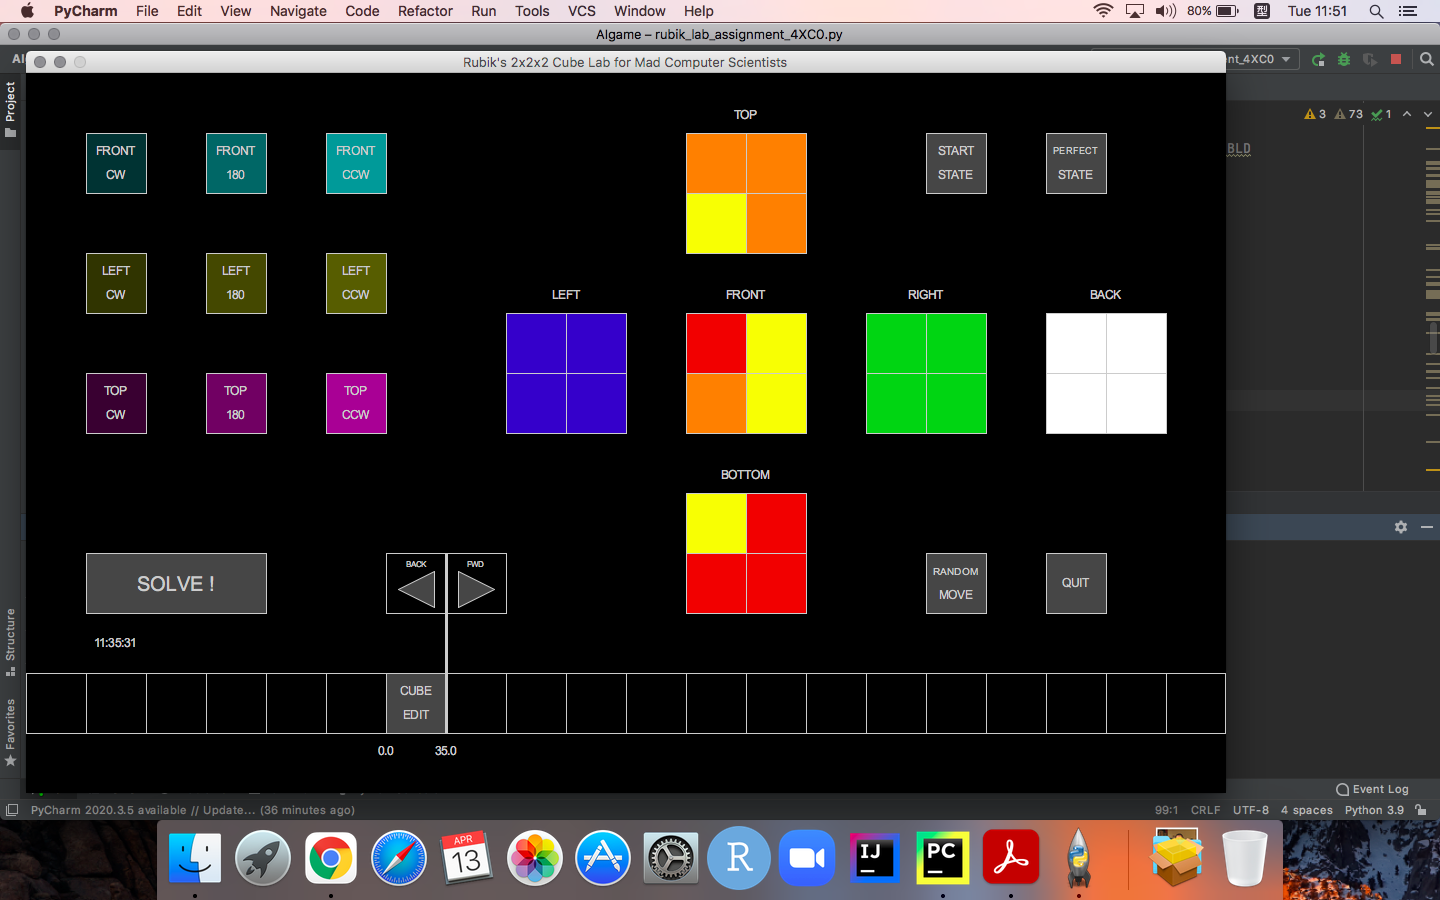 PyCharm File Edit View Navigate Code Refactor Run Tools VCS Window Help 80% 型 Tue 11:51
AIgame – rubik_lab_assignment_4XC0.py
AI
nt_4XC0
Rubik's 2x2x2 Cube Lab for Mad Computer Scientists
Project
3 73 1
BLD
TOP
FRONT
CW
FRONT
180
FRONT
CCW
START
STATE
PERFECT
STATE
LEFT
CW
LEFT
180
LEFT
CCW
LEFT
FRONT
RIGHT
BACK
TOP
CW
TOP
180
TOP
CCW
BOTTOM
SOLVE !
BACK
FWD
RANDOM
MOVE
QUIT
11:35:31
CUBE
EDIT
0.0 35.0
Structure
Favorites
Event Log
PyCharm 2020.3.5 available // Update... (36 minutes ago) 99:1 CRLF UTF-8 4 spaces Python 3.9
APR
13
R
IJ
PC